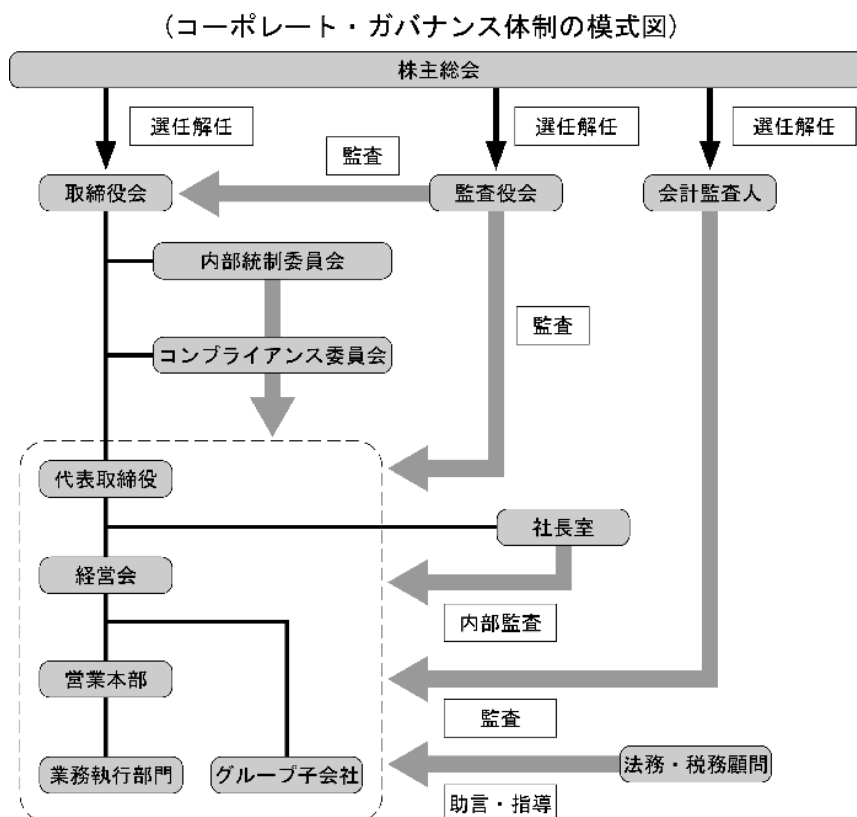 (コーポレート・ガバナンス体制の模式図)
株主総会
選任解任
選任解任
選任解任
監査
取締役会
監査役会
会計監査人
内部統制委員会
監査
コンプライアンス委員会
代表取締役
社長室
経営会
内部監査
営業本部
監査
業務執行部門
グループ子会社
法務・税務顧問
助言・指導